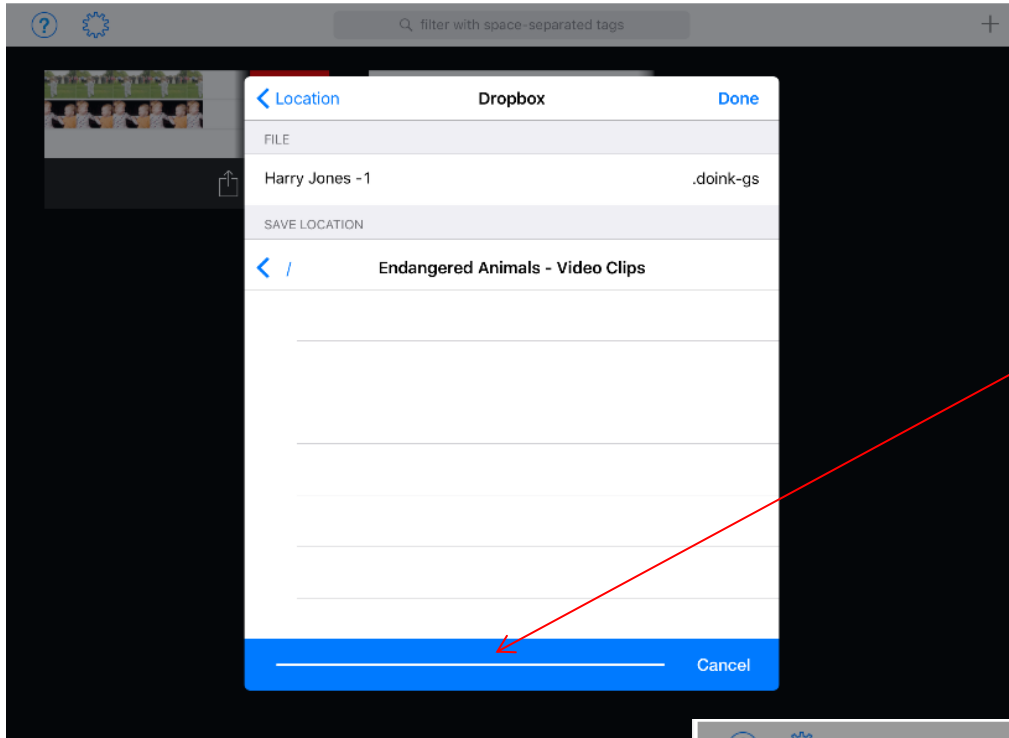 ? filter with space-separated tags +
Location Dropbox Done
FILE
Harry Jones -1 .doink-gs
SAVE LOCATION
/ Endangered Animals - Video Clips
Cancel